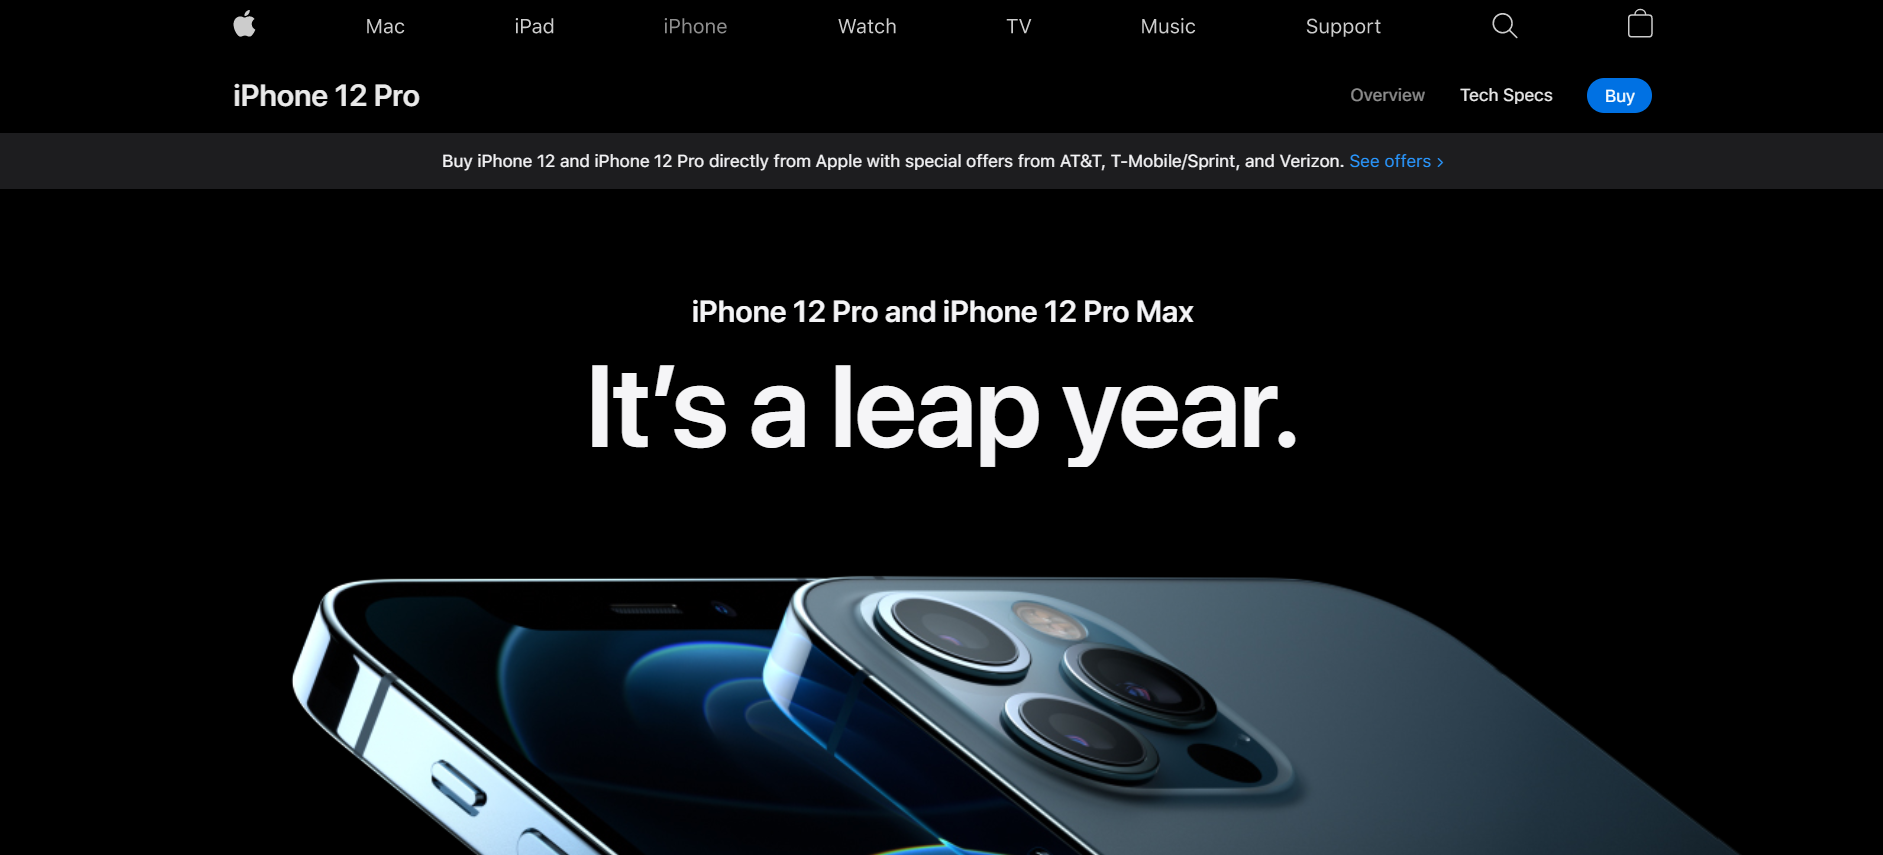 Mac iPad iPhone Watch TV Music Support
iPhone 12 Pro Overview Tech Specs Buy
Buy iPhone 12 and iPhone 12 Pro directly from Apple with special offers from AT&T, T-Mobile/Sprint, and Verizon. See offers >
iPhone 12 Pro and iPhone 12 Pro Max
It’s a leap year.